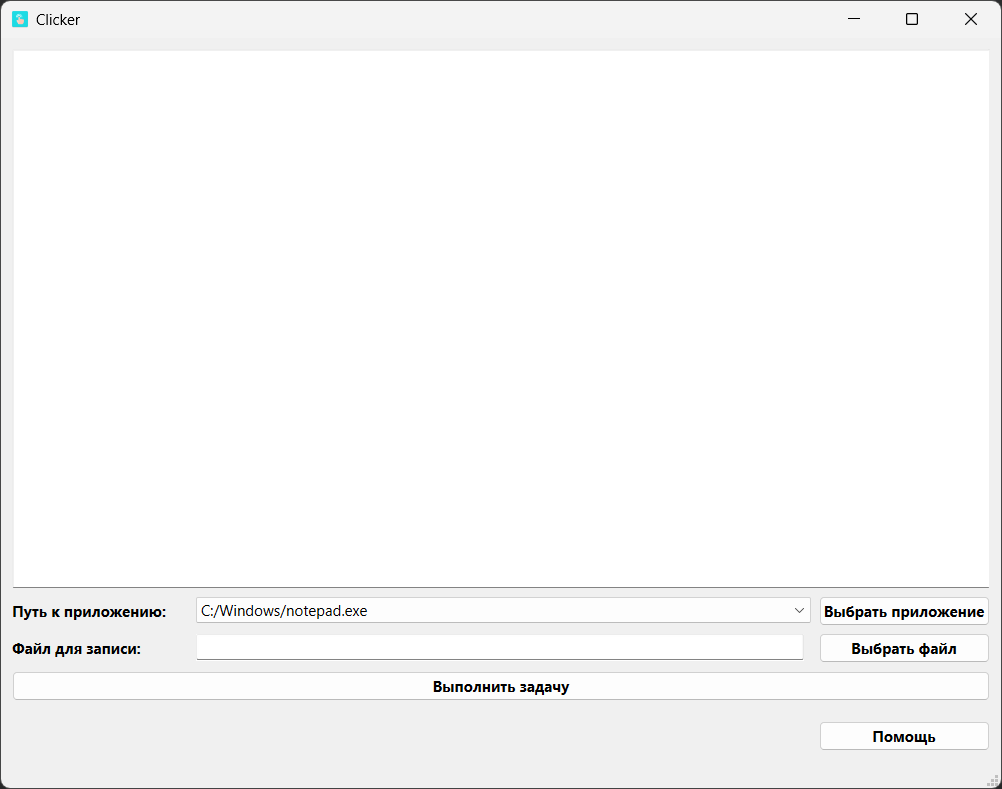 Clicker
Путь к приложению: C:/Windows/notepad.exe Выбрать приложение
Файл для записи: Выбрать файл
Выполнить задачу
Помощь